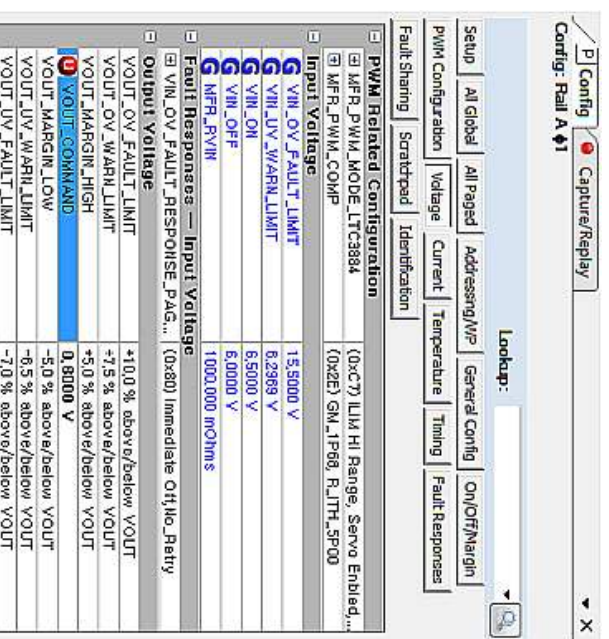 P Config Capture/Replay
Config: Rail A ϕ1
Lookup:
Setup All Global All Paged Addressing/WP General Config On/Off/Margin
PWM Configuration Voltage Current Temperature Timing Fault Responses
Fault Sharing Scratchpad Identification
PWM Related Configuration
MFR_PWM_MODE_LTC3884 (0xC7) ILIM HI Range, Servo Enbled,...
MFR_PWM_COMP (0x2E) GM_1P68, R_ITH_5P00
Input Voltage
G VIN_OV_FAULT_LIMIT 15,5000 V
G VIN_UV_WARN_LIMIT 6,2969 V
G VIN_ON 6,5000 V
G VIN_OFF 6,0000 V
G MFR_RVIN 1000,000 mOhms
Fault Responses — Input Voltage
VIN_OV_FAULT_RESPONSE_PAG... (0x80) Immediate Off,No_Retry
Output Voltage
VOUT_OV_FAULT_LIMIT +10,0 % above/below VOUT
VOUT_OV_WARN_LIMIT +7,5 % above/below VOUT
VOUT_MARGIN_HIGH +5,0 % above/below VOUT
U VOUT_COMMAND 0,8000 V
VOUT_MARGIN_LOW -5,0 % above/below VOUT
VOUT_UV_WARN_LIMIT -6,5 % above/below VOUT
VOUT_UV_FAULT_LIMIT -7,0 % above/below VOUT